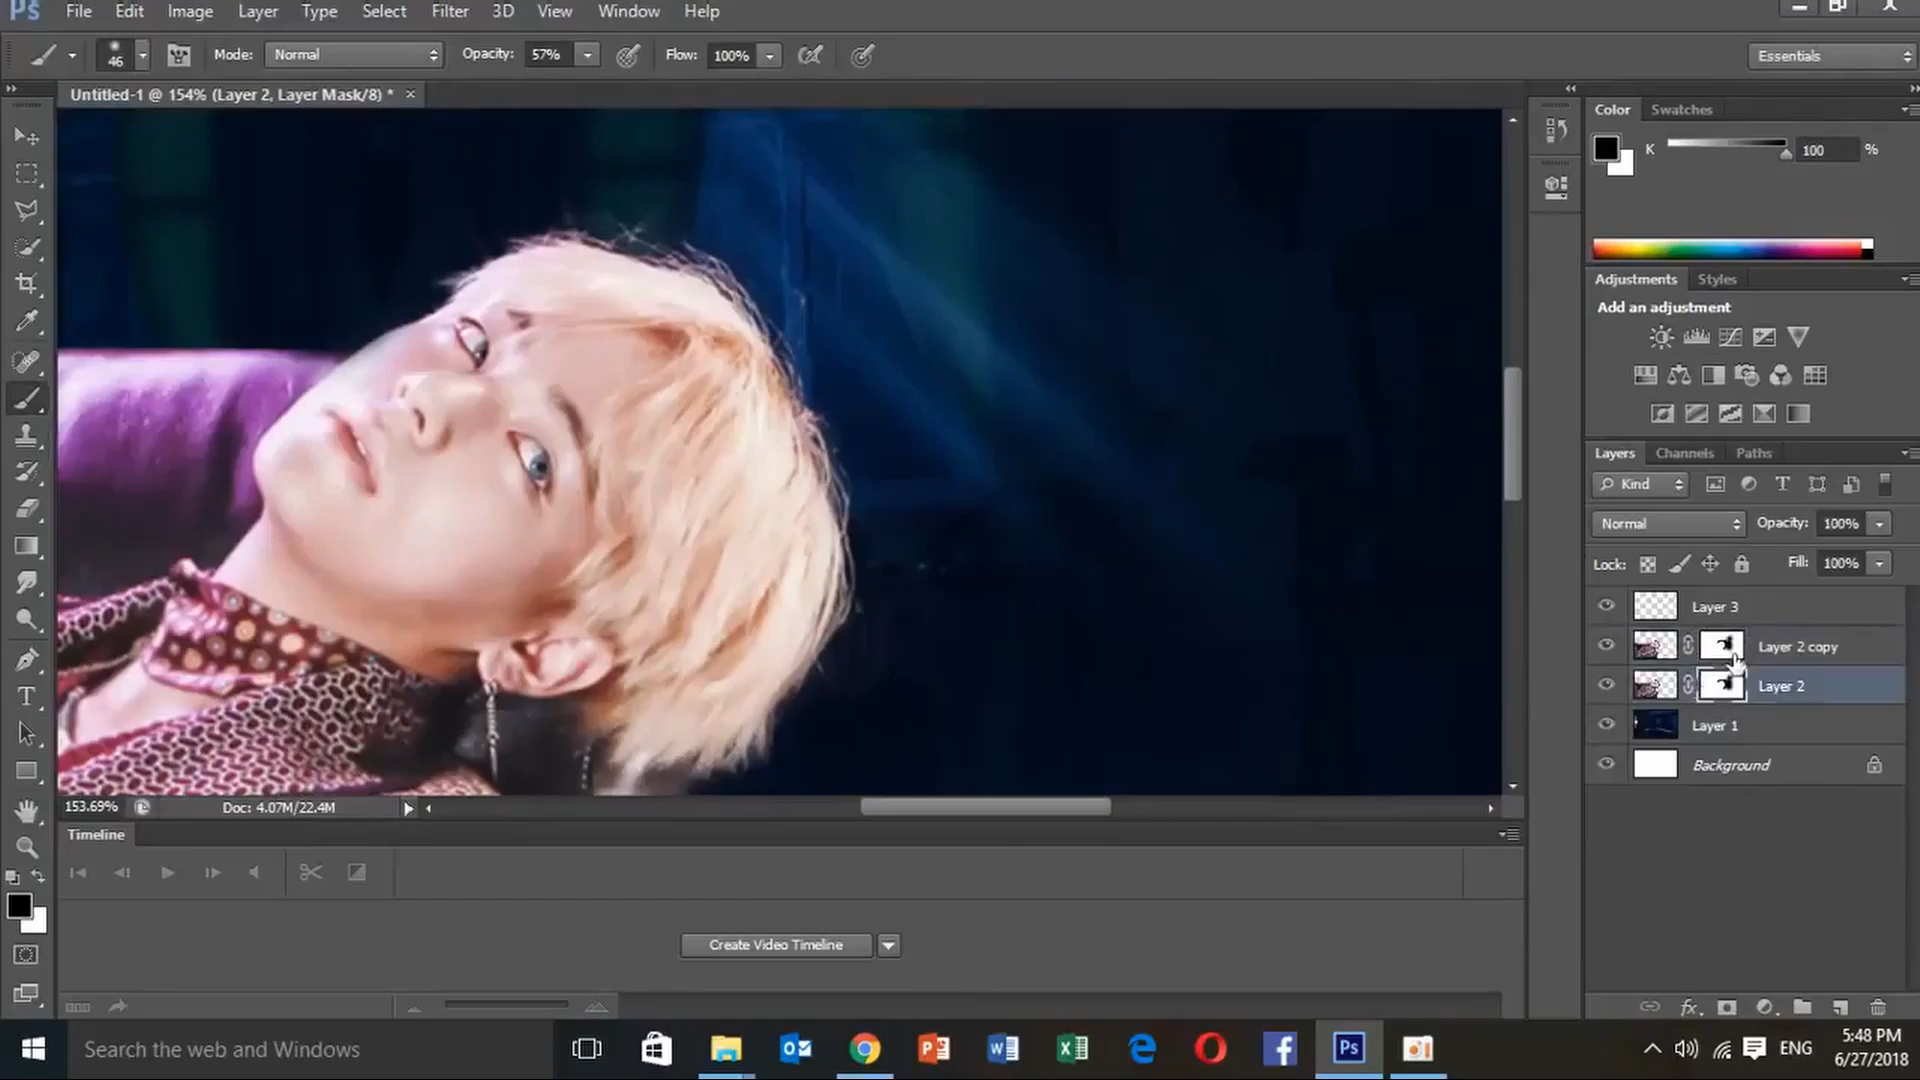 Ps File Edit Image Layer Type Select Filter 3D View Window Help
46 Mode: Normal Opacity: 57% Flow: 100% Essentials
Untitled-1 @ 154% (Layer 2, Layer Mask/8) * ×
Color Swatches
K 100 %
Adjustments Styles
Add an adjustment
Layers Channels Paths
Kind
Normal Opacity: 100%
Lock: Fill: 100%
Layer 3
Layer 2 copy
Layer 2
Layer 1
Background
153.69% Doc: 4.07M/22.4M
Timeline
Create Video Timeline
Search the web and Windows
Ps
ENG
5:48 PM
6/27/2018